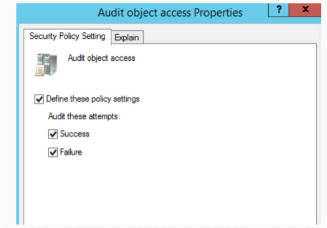 Audit object access Properties
? x
Security Policy Setting Explain
Audit object access
Define these policy settings
Audit these attempts:
Success
Failure